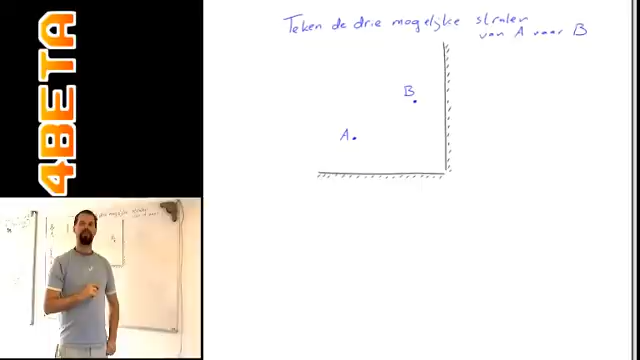 4BETA
Teken de drie mogelijke stralen
van A naar B
B
A